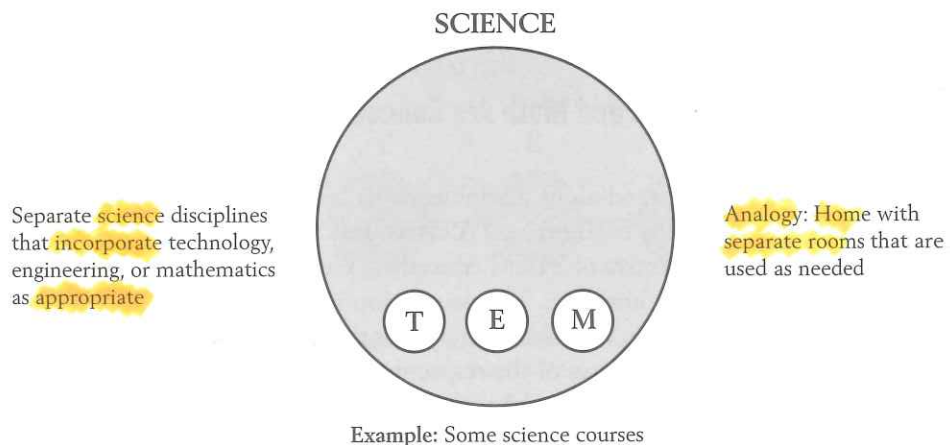 SCIENCE
Separate science disciplines
that incorporate technology,
engineering, or mathematics
as appropriate
Analogy: Home with
separate rooms that are
used as needed
T E M
Example: Some science courses